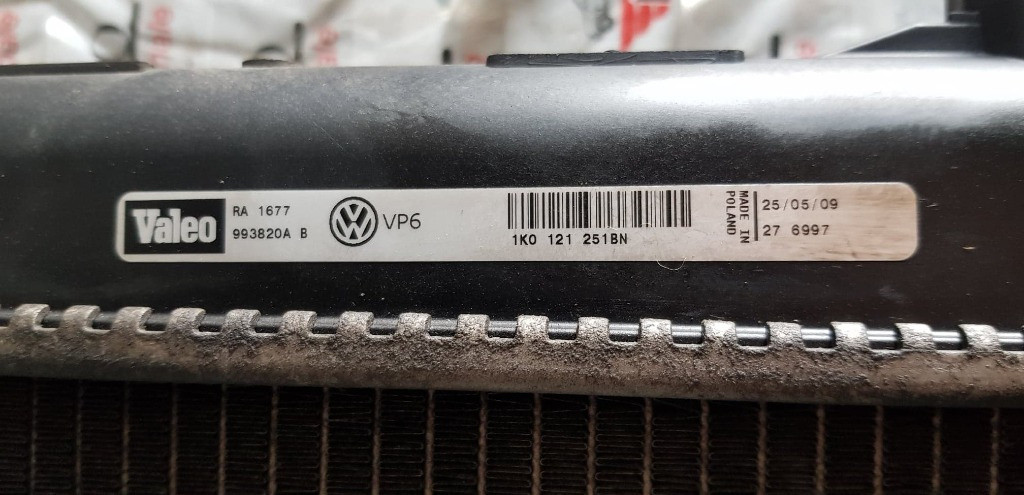 Valeo
RA 1677
993820A B
VP6
1K0 121 251BN
MADE IN
POLAND
25/05/09
27 6997